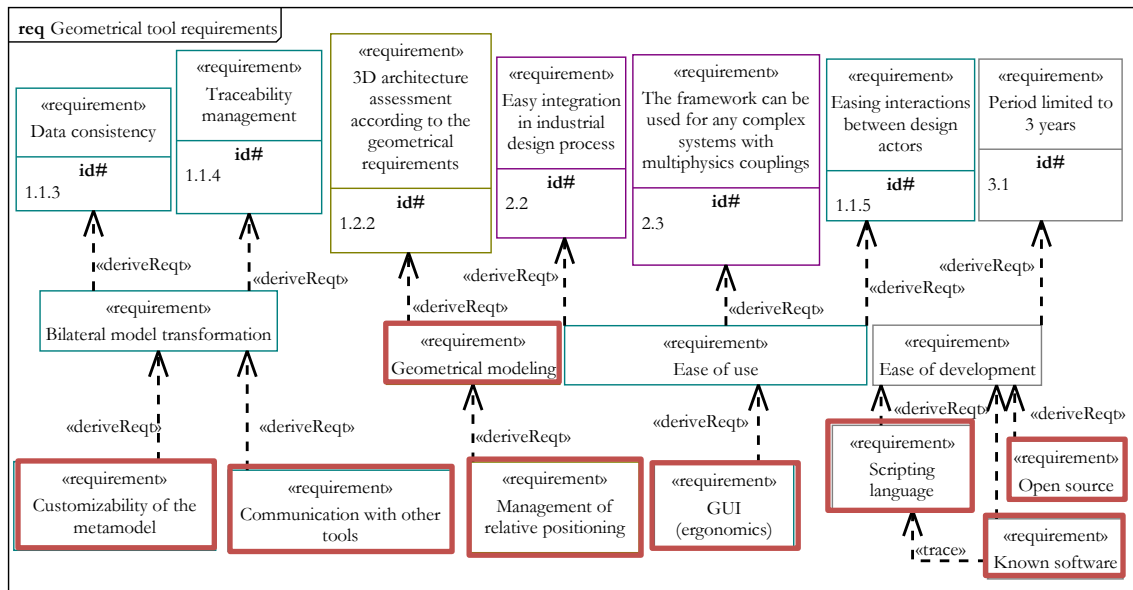 req Geometrical tool requirements
«requirement»
Data consistency
id#
1.1.3
«requirement»
Traceability
management
id#
1.1.4
«requirement»
3D architecture
assessment
according to the
geometrical
requirements
id#
1.2.2
«requirement»
Easy integration
in industrial
design process
id#
2.2
«requirement»
The framework can be
used for any complex
systems with
multiphysics couplings
id#
2.3
«requirement»
Easing interactions
between design
actors
id#
1.1.5
«requirement»
Period limited to
3 years
id#
3.1
«deriveReqt»
«deriveReqt»
«deriveReqt»
«deriveReqt»
«deriveReqt»
«deriveReqt»
«deriveReqt»
«requirement»
Bilateral model transformation
«requirement»
Geometrical modeling
«requirement»
Ease of use
«requirement»
Ease of development
«deriveReqt»
«deriveReqt»
«deriveReqt»
«deriveReqt»
«deriveReqt»
«deriveReqt»
«requirement»
Customizability of the
metamodel
«requirement»
Communication with other
tools
«requirement»
Management of
relative positioning
«requirement»
GUI
(ergonomics)
«requirement»
Scripting
language
«requirement»
Open source
«trace»
«requirement»
Known software